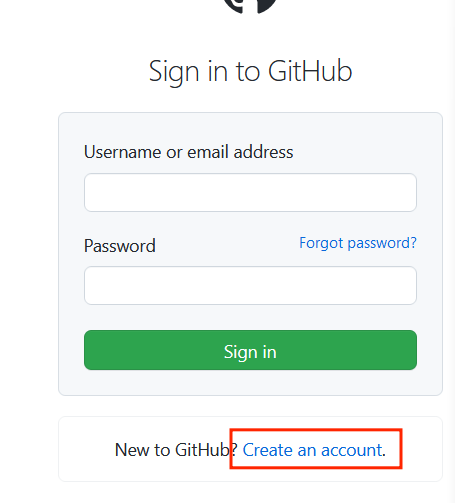 Sign in to GitHub
Username or email address
Password
Forgot password?
Sign in
New to GitHub? Create an account.